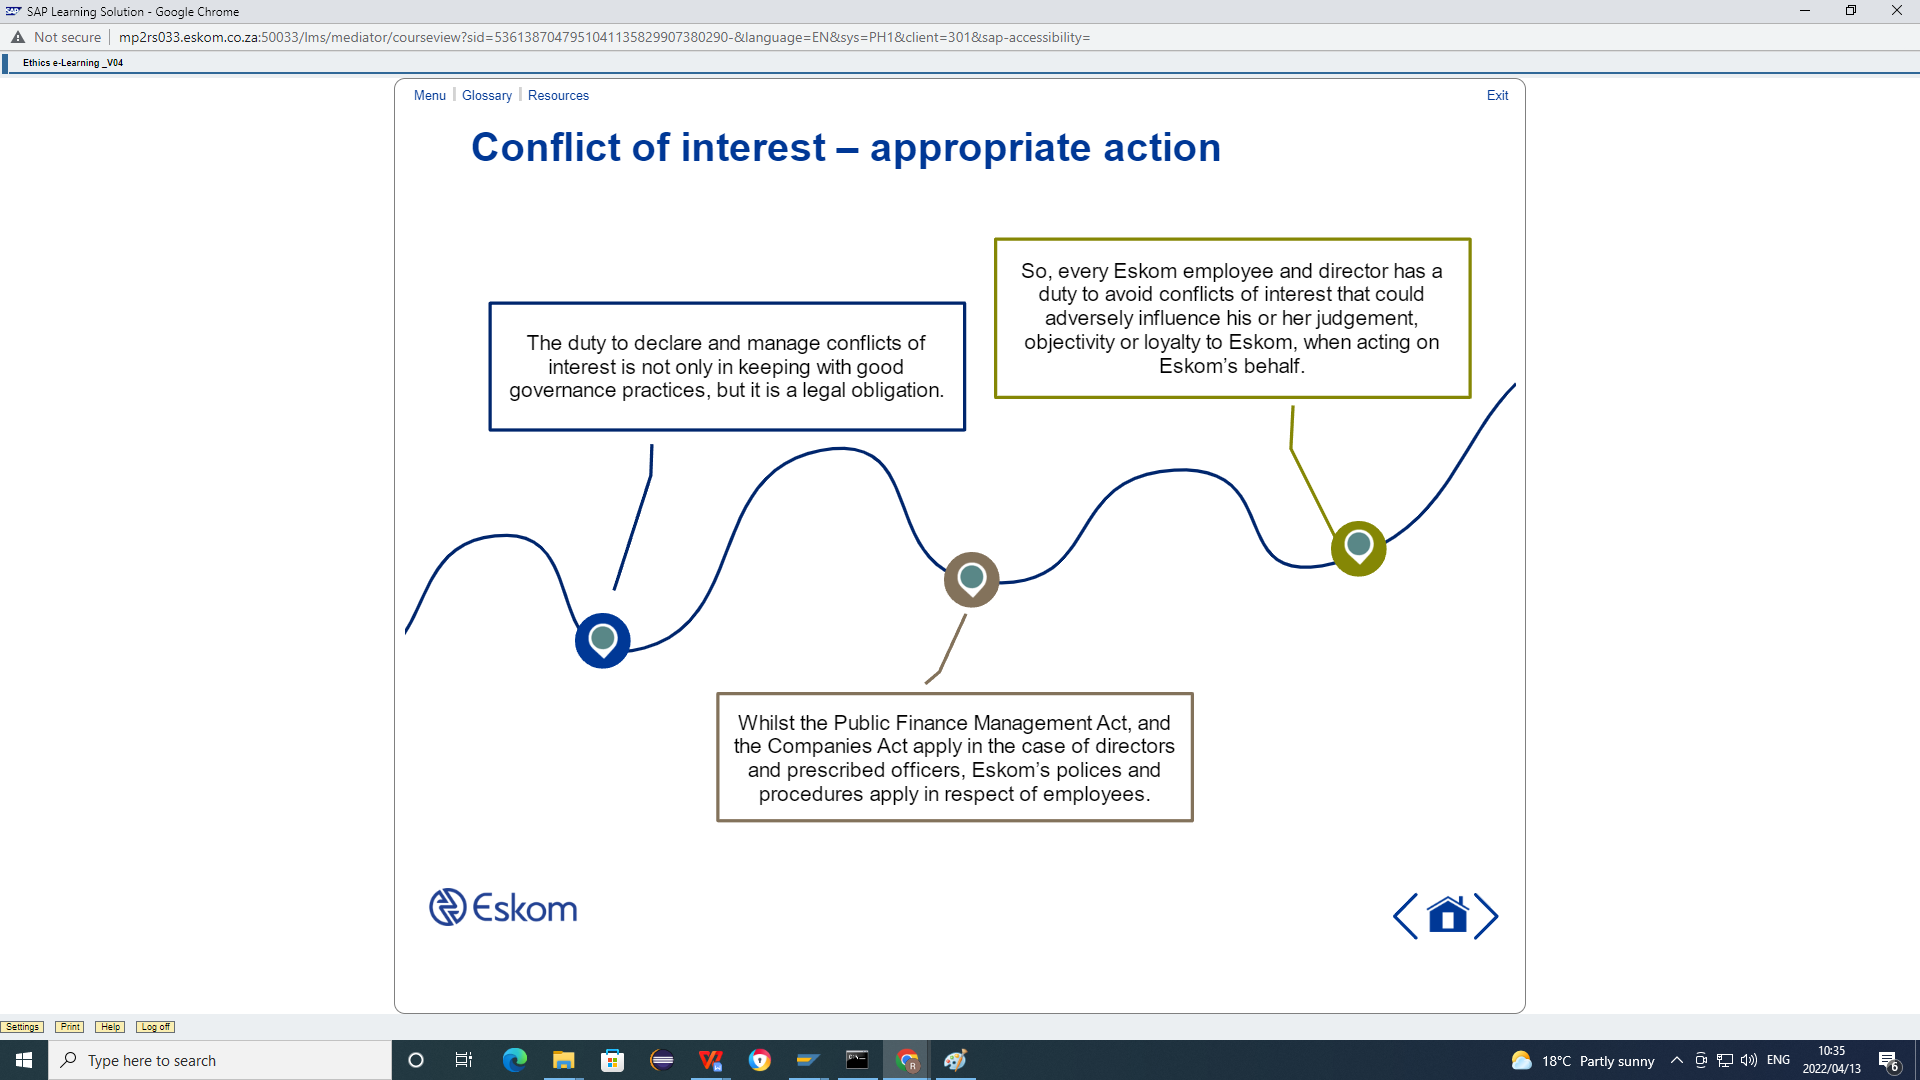 SAP Learning Solution - Google Chrome
Not secure mp2rs033.eskom.co.za:50033/lms/mediator/courseview?sid=53613870479510411358299073802​90-&language=EN&sys=PH1&client=301&sap-accessibility=
Ethics e-Learning _V04
Menu Glossary Resources Exit
Conflict of interest – appropriate action
So, every Eskom employee and director has a
duty to avoid conflicts of interest that could
adversely influence his or her judgement,
objectivity or loyalty to Eskom, when acting on
Eskom's behalf.
The duty to declare and manage conflicts of
interest is not only in keeping with good
governance practices, but it is a legal obligation.
Whilst the Public Finance Management Act, and
the Companies Act apply in the case of directors
and prescribed officers, Eskom's polices and
procedures apply in respect of employees.
Eskom
Settings Print Help Log off
Type here to search
18°C Partly sunny ENG
10:35
2022/04/13
6